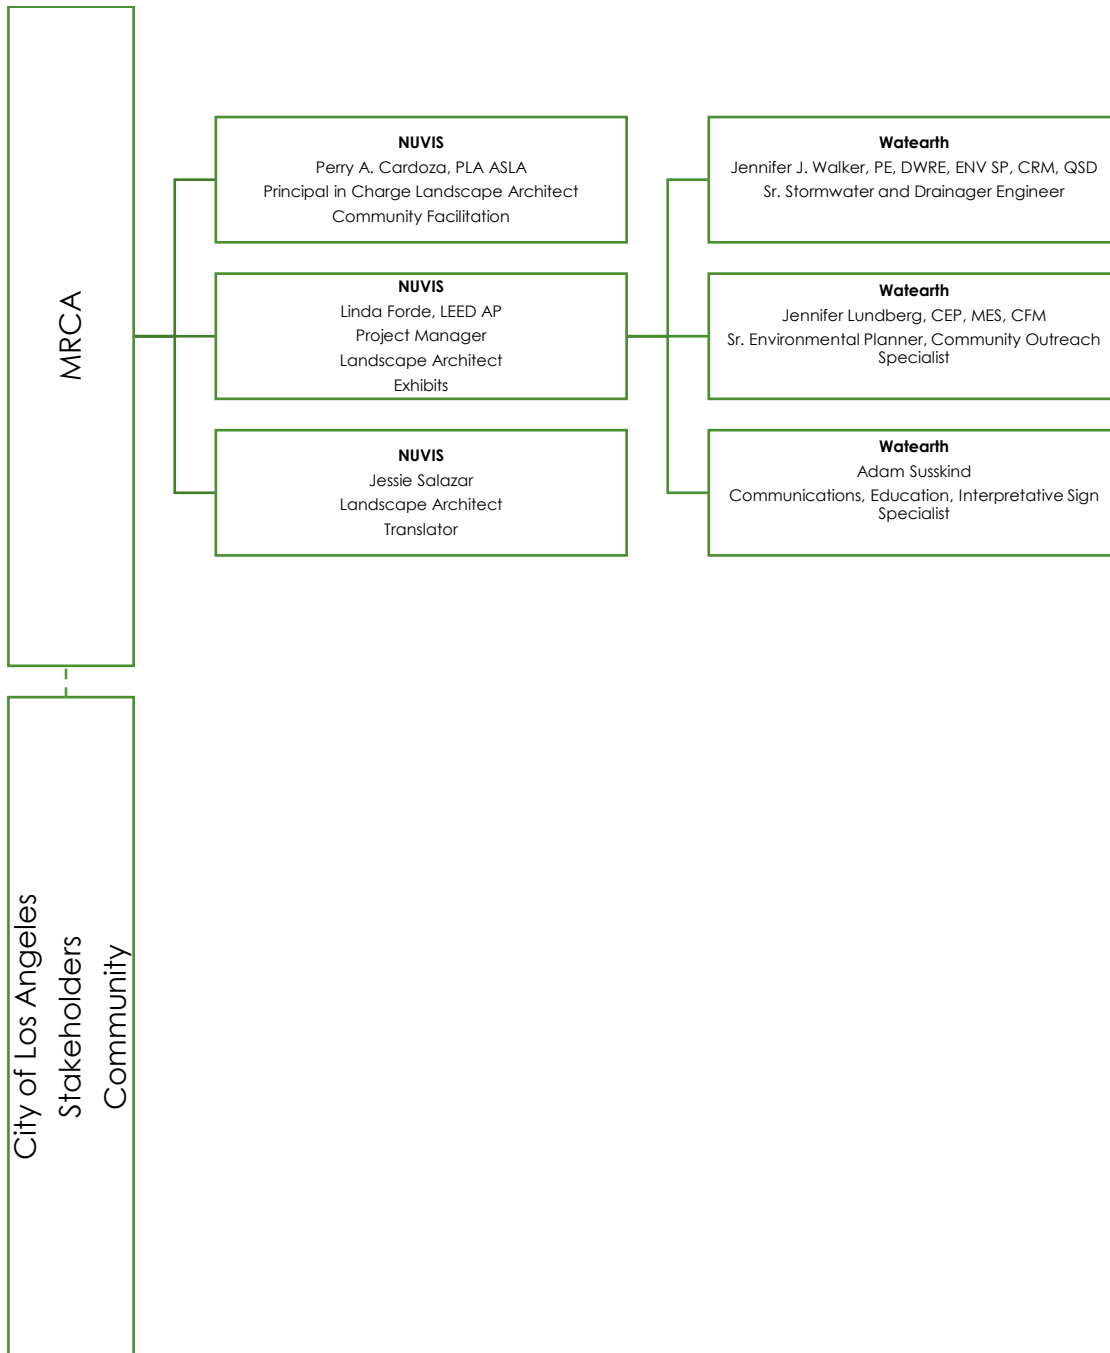 MRCA
NUVIS
Perry A. Cardoza, PLA ASLA
Principal in Charge Landscape Architect
Community Facilitation
NUVIS
Linda Forde, LEED AP
Project Manager
Landscape Architect
Exhibits
NUVIS
Jessie Salazar
Landscape Architect
Translator
Watearth
Jennifer J. Walker, PE, DWRE, ENV SP, CRM, QSD
Sr. Stormwater and Drainager Engineer
Watearth
Jennifer Lundberg, CEP, MES, CFM
Sr. Environmental Planner, Community Outreach
Specialist
Watearth
Adam Susskind
Communications, Education, Interpretative Sign
Specialist
City of Los Angeles
Stakeholders
Community